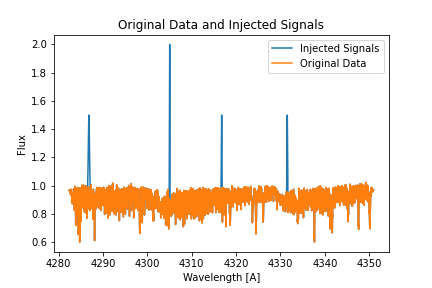 Original Data and Injected Signals
Injected Signals
Original Data
Flux
2.0
1.8
1.6
1.4
1.2
1.0
0.8
0.6
4280 4290 4300 4310 4320 4330 4340 4350
Wavelength [A]